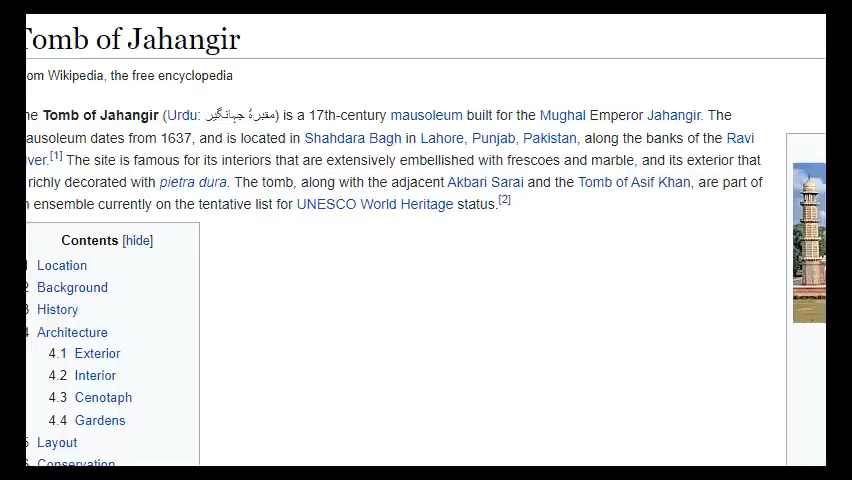 Tomb of Jahangir
om Wikipedia, the free encyclopedia
e Tomb of Jahangir (Urdu: مقبرۂ جہانگیر) is a 17th-century mausoleum built for the Mughal Emperor Jahangir. The
ausoleum dates from 1637, and is located in Shahdara Bagh in Lahore, Punjab, Pakistan, along the banks of the Ravi
ver.[1] The site is famous for its interiors that are extensively embellished with frescoes and marble, and its exterior that
richly decorated with pietra dura. The tomb, along with the adjacent Akbari Sarai and the Tomb of Asif Khan, are part of
ensemble currently on the tentative list for UNESCO World Heritage status.[2]
Contents [hide]
Location
2 Background
3 History
4 Architecture
4.1 Exterior
4.2 Interior
4.3 Cenotaph
4.4 Gardens
5 Layout
6 Conservation